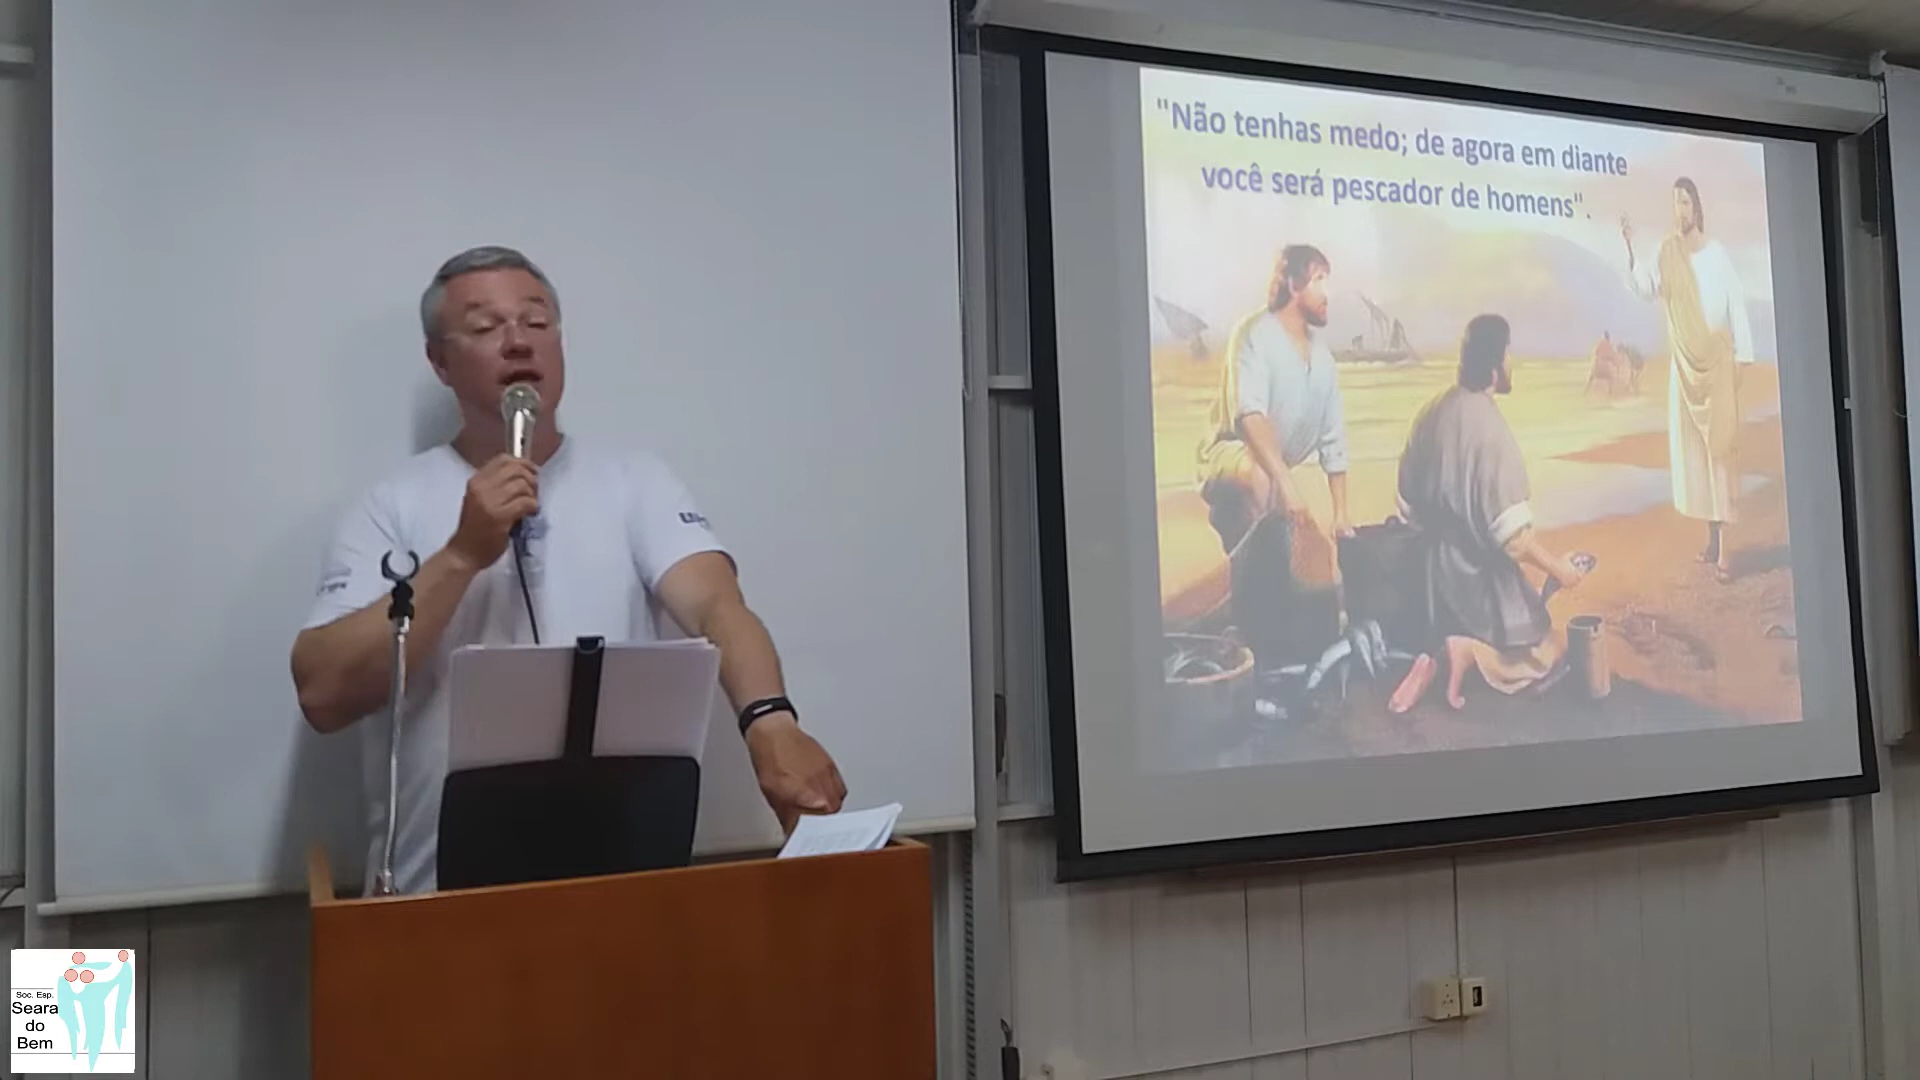 "Não tenhas medo; de agora em diante
você será pescador de homens".
Soc. Esp.
Seara
do
Bem